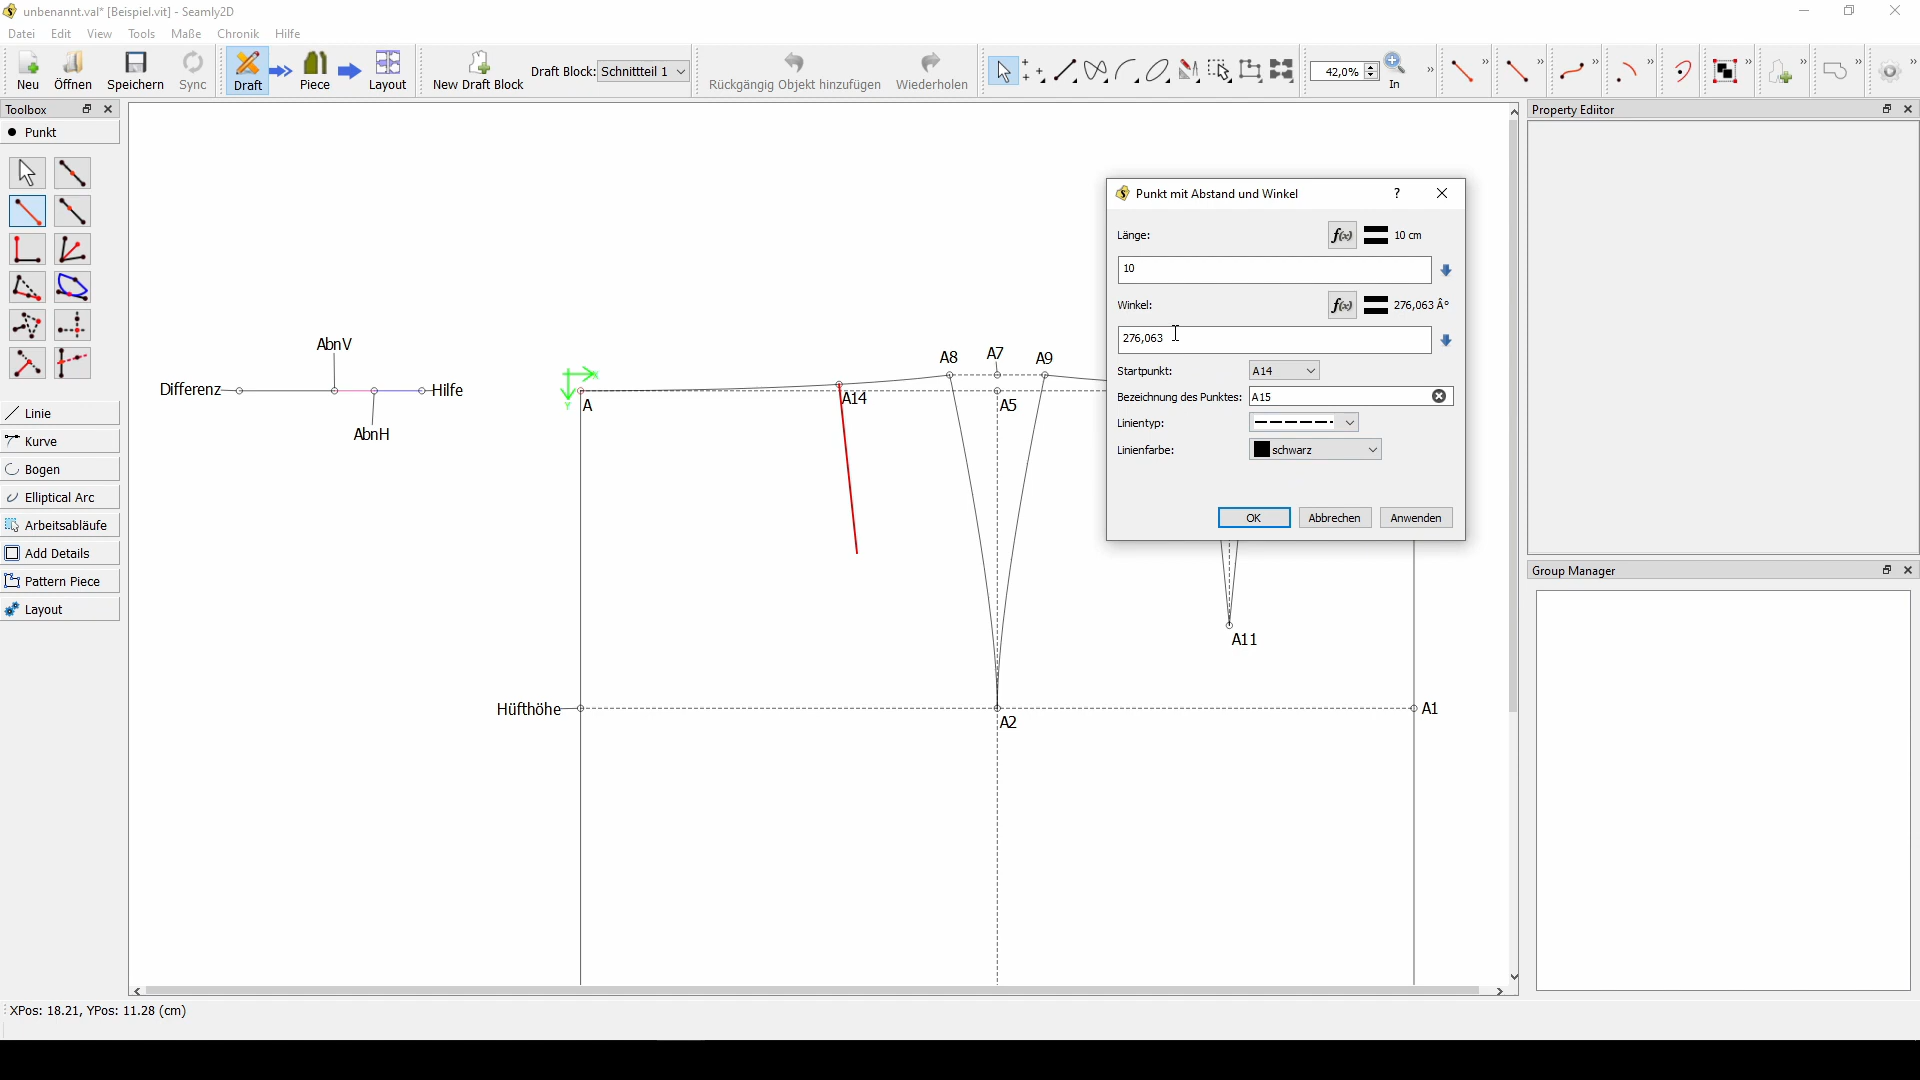 unbenannt.val* [Beispiel.vit] - Seamly2D
Datei Edit View Tools Maße Chronik Hilfe
Neu Öffnen Speichern Sync Draft Piece Layout New Draft Block Draft Block: Schnittteil 1 Rückgängig Objekt hinzufügen Wiederholen 42,0% In
Toolbox
Punkt
Linie
Kurve
Bogen
Elliptical Arc
Arbeitsabläufe
Add Details
Pattern Piece
Layout
AbnV
Differenz
Hilfe
AbnH
X
Y
A
A14
A8
A7
A9
A5
A11
Hüfthöhe
A2
A1
Punkt mit Abstand und Winkel ?
Länge: f(x) 10 cm
10
Winkel: f(x) 276,063 Â°
276,063
Startpunkt: A14
Bezeichnung des Punktes: A15
Linientyp:
Linienfarbe: schwarz
OK Abbrechen Anwenden
Property Ediitor
Group Manager
XPos: 18.21, YPos: 11.28 (cm)